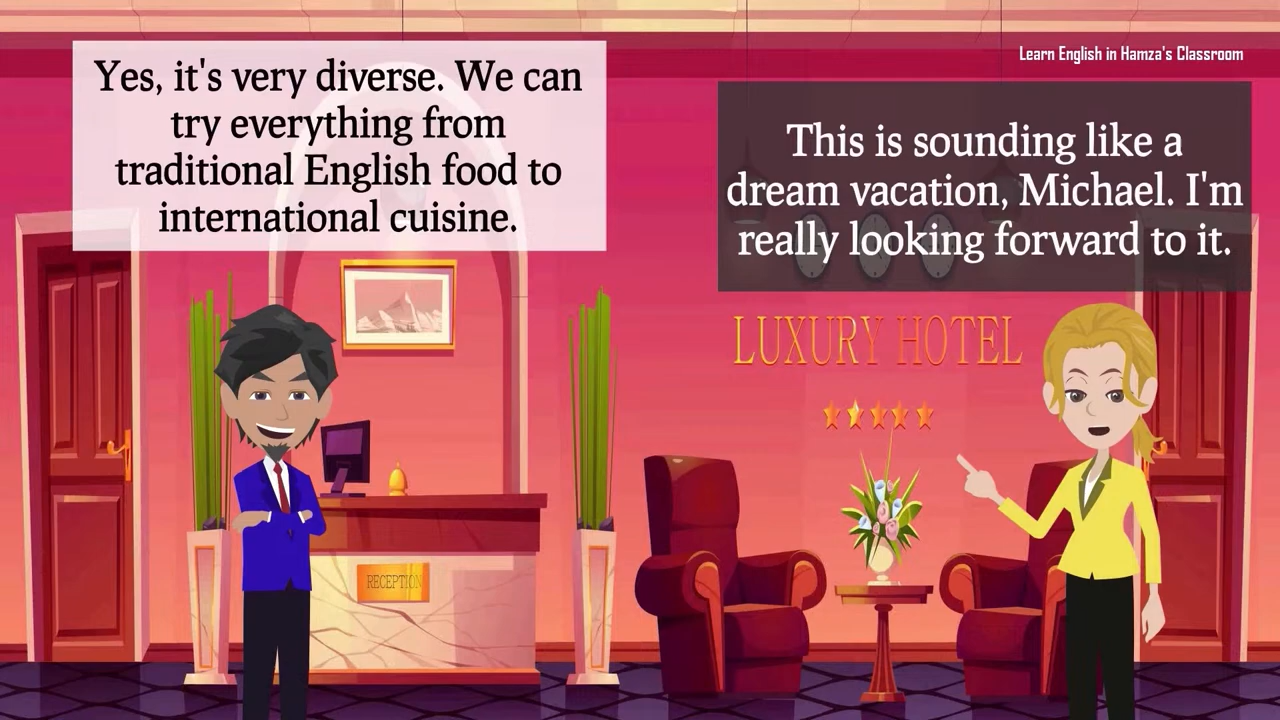 Learn English in Hamza's Classroom
Yes, it's very diverse. We can
try everything from
traditional English food to
international cuisine.
This is sounding like a
dream vacation, Michael. I'm
really looking forward to it.
LUXURY HOTEL
RECEPTION